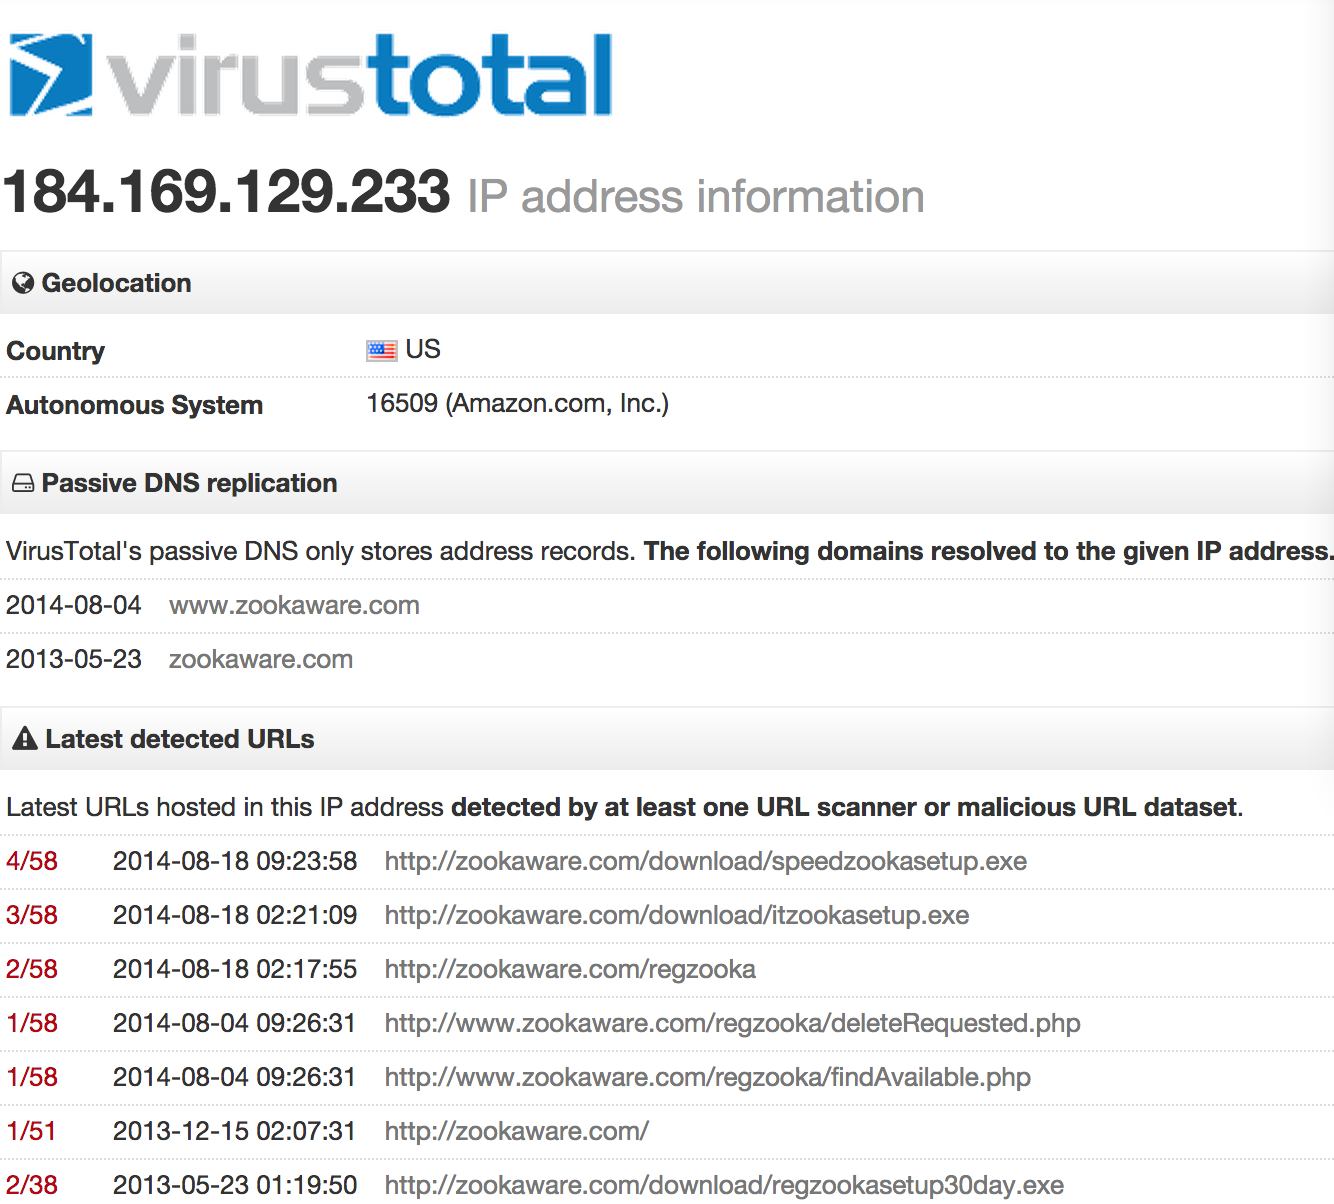 virustotal
184.169.129.233 IP address information
Geolocation
Country US
Autonomous System 16509 (Amazon.com, Inc.)
Passive DNS replication
VirusTotal's passive DNS only stores address records. The following domains resolved to the given IP address.
2014-08-04 www.zookaware.com
2013-05-23 zookaware.com
Latest detected URLs
Latest URLs hosted in this IP address detected by at least one URL scanner or malicious URL dataset.
4/58 2014-08-18 09:23:58 http://zookaware.com/download/speedzookasetup.exe
3/58 2014-08-18 02:21:09 http://zookaware.com/download/itzookasetup.exe
2/58 2014-08-18 02:17:55 http://zookaware.com/regzooka
1/58 2014-08-04 09:26:31 http://www.zookaware.com/regzooka/deleteRequested.php
1/58 2014-08-04 09:26:31 http://www.zookaware.com/regzooka/findAvailable.php
1/51 2013-12-15 02:07:31 http://zookaware.com/
2/38 2013-05-23 01:19:50 http://zookaware.com/download/regzookasetup30day.exe